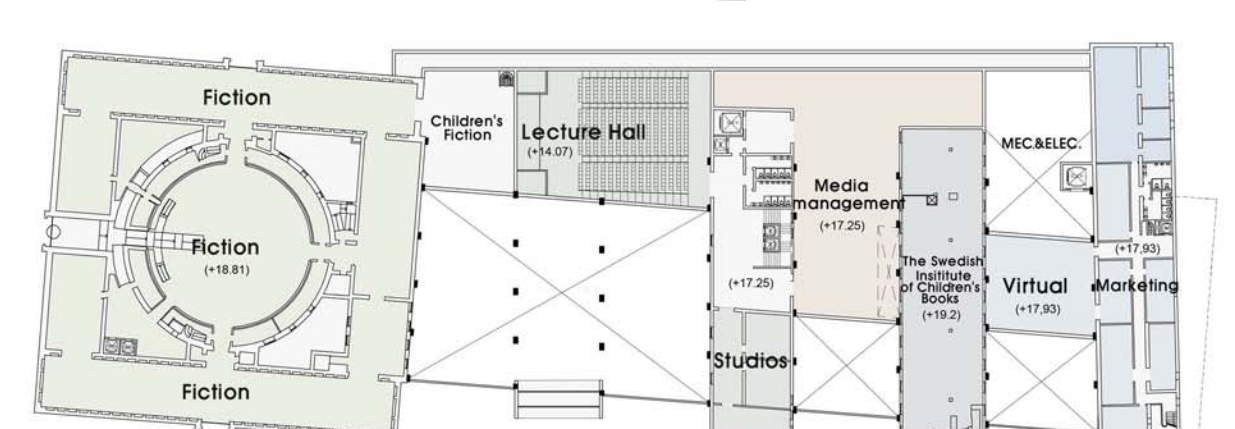 Fiction
Children's
Fiction
Lecture Hall
(+14.07)
MEC.&ELEC.
Media
management
(+17.25)
Fiction
(+18.81)
(+17.25)
The Swedish
Insititute
of Children's
Books
(+19.2)
Virtual
(+17,93)
(+17,93)
Marketing
Studios
Fiction